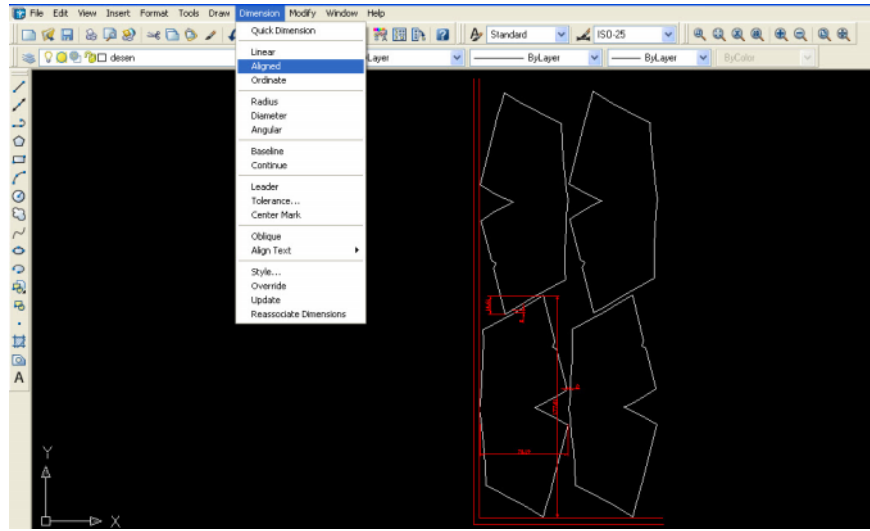 File Edit View Insert Format Tools Draw Dimension Modify Window Help
Standard ISO-25
desen ByLayer ByLayer ByColor
Quick Dimension
Linear
Aligned
Ordinate
Radius
Diameter
Angular
Baseline
Continue
Leader
Tolerance...
Center Mark
Oblique
Align Text
Style...
Override
Update
Reassociate Dimensions
A
Y
X